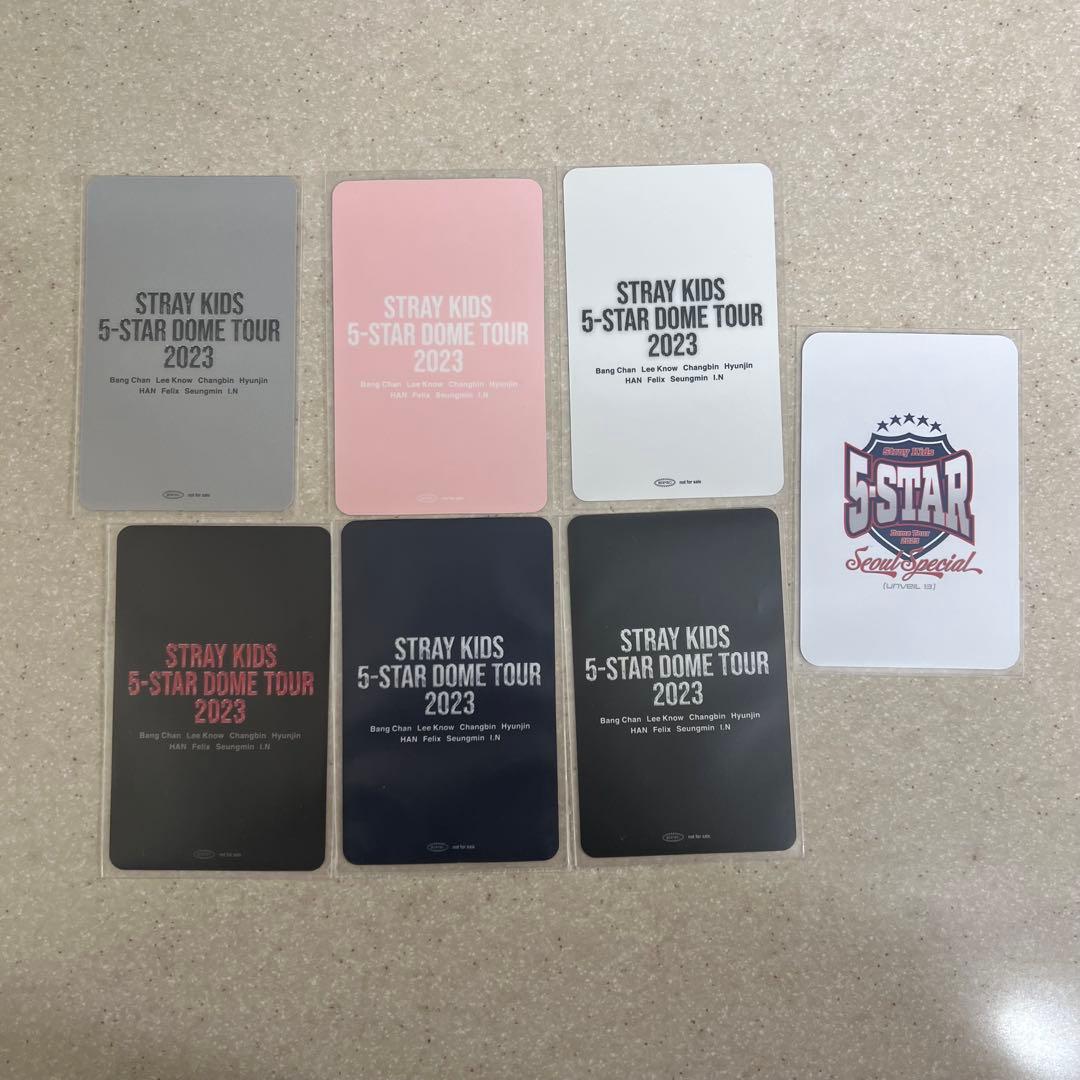 STRAY KIDS
5-STAR DOME TOUR
2023
Bang Chan Lee Know Changbin Hyunjin
HAN Felix Seungmin I.N
not for sale
STRAY KIDS
5-STAR DOME TOUR
2023
Bang Chan Lee Know Changbin Hyunjin
HAN Felix Seungmin I.N
not for sale
STRAY KIDS
5-STAR DOME TOUR
2023
Bang Chan Lee Know Changbin Hyunjin
HAN Felix Seungmin I.N
not for sale
Stray Kids
5-STAR
Dome Tour
2023
Seoul Special
(UNVEIL 13)
STRAY KIDS
5-STAR DOME TOUR
2023
Bang Chan Lee Know Changbin Hyunjin
HAN Felix Seungmin I.N
not for sale
STRAY KIDS
5-STAR DOME TOUR
2023
Bang Chan Lee Know Changbin Hyunjin
HAN Felix Seungmin I.N
not for sale
STRAY KIDS
5-STAR DOME TOUR
2023
Bang Chan Lee Know Changbin Hyunjin
HAN Felix Seungmin I.N
not for sale